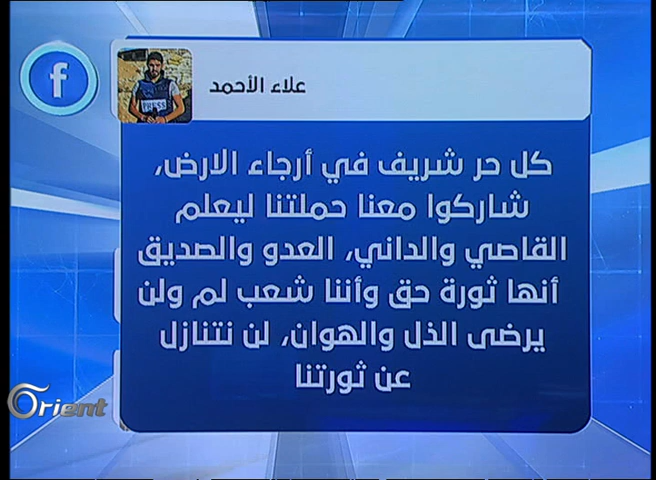 علاء الأحمد
PRESS
كل حر شريف في أرجاء الارض،
شاركوا معنا حملتنا ليعلم
القاصي والداني، العدو والصديق
أنها ثورة حق وأننا شعب لم ولن
يرضى الذل والهوان، لن نتنازل
عن ثورتنا
Orient